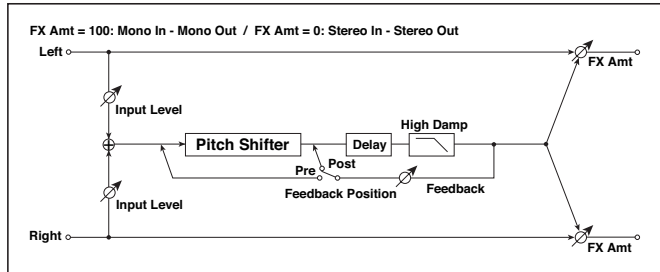 FX Amt = 100: Mono In - Mono Out / FX Amt = 0: Stereo In - Stereo Out
Left
FX Amt
Input Level
High Damp
Pitch Shifter
Delay
Post
Pre
Feedback
Feedback Position
Input Level
Right
FX Amt